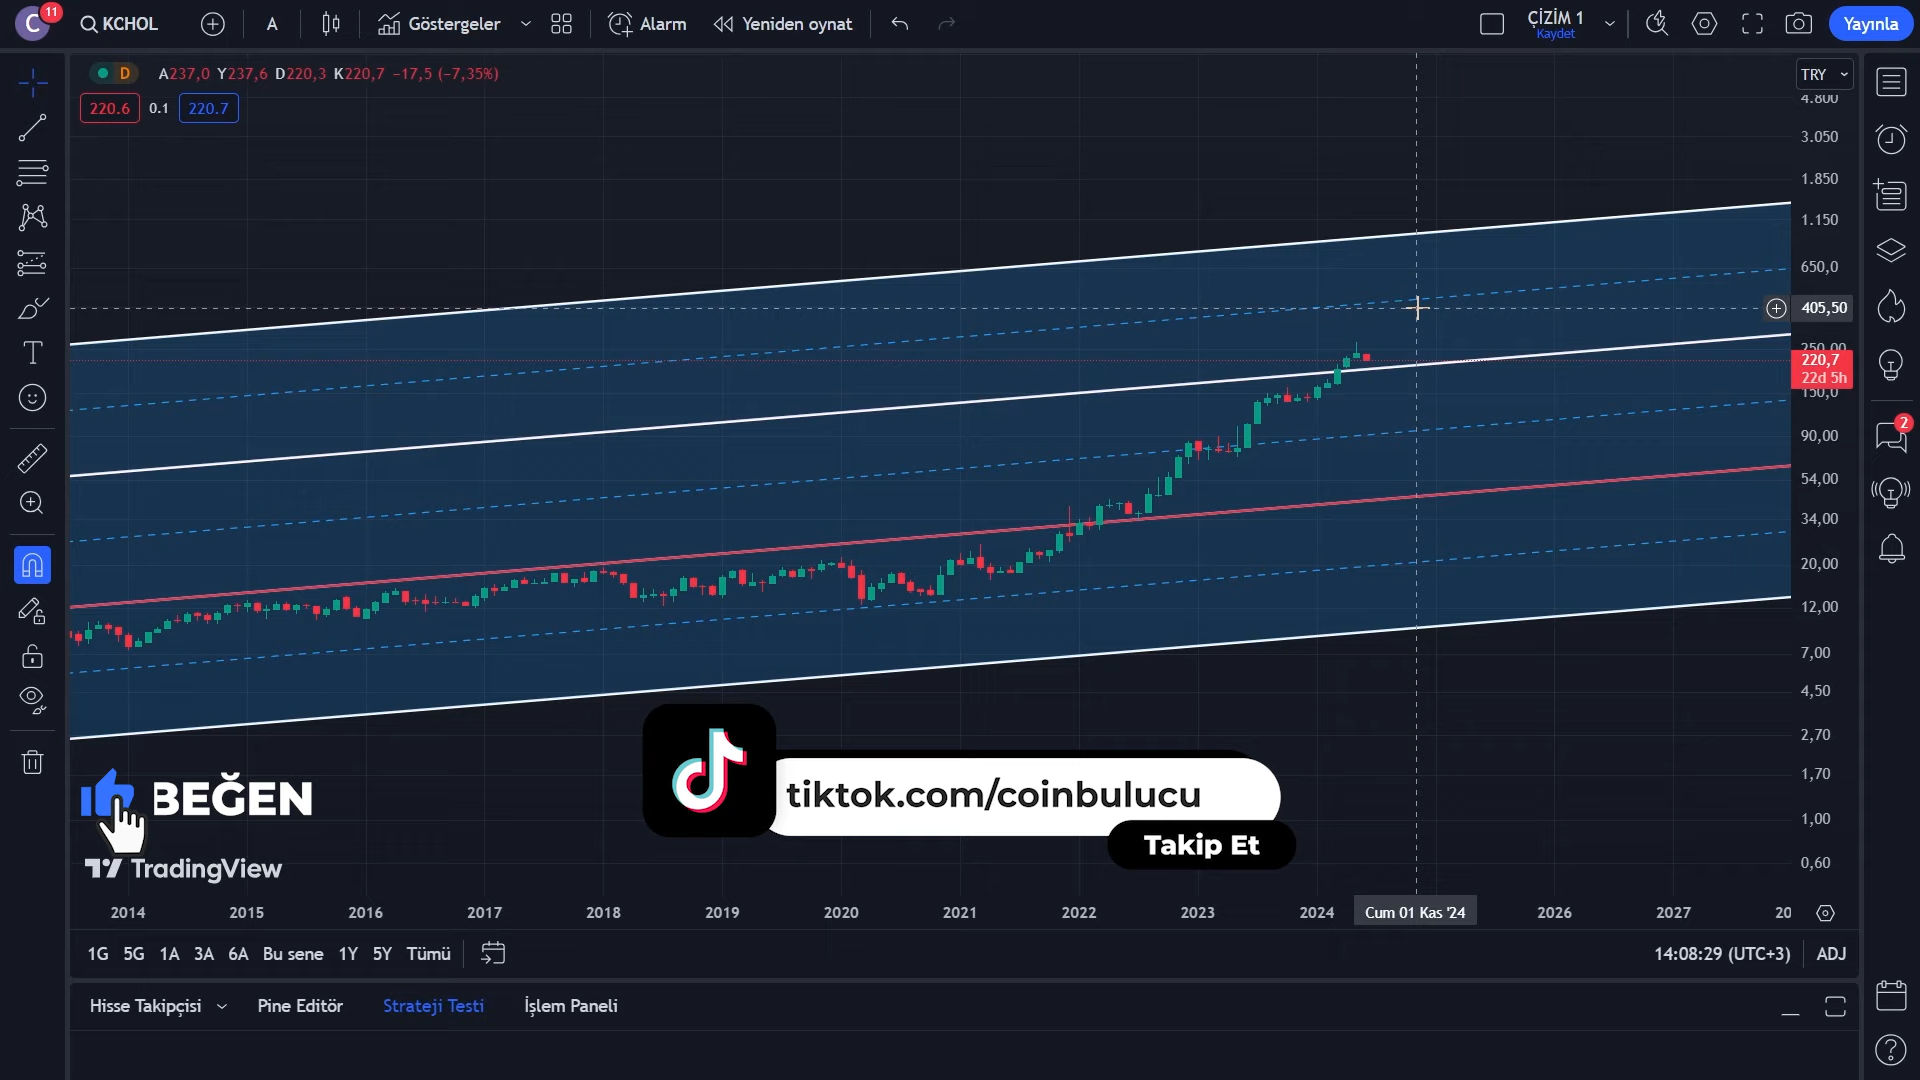 C 11 KCHOL A Göstergeler Alarm Yeniden oynat ÇİZİM 1 Yayınla
Kaydet
D A237,0 Y237,6 D220,3 K220,7 −17,5 (−7,35%) TRY
220.6 0.1 220.7
4.800
3.050
1.850
1.150
650,0
405,50
250,00
220,7
22d 5h
150,0
90,00
2
54,00
34,00
20,00
12,00
7,00
4,50
2,70
1,70
1,00
0,60
BEĞEN
tiktok.com/coinbulucu
Takip Et
TradingView
2014 2015 2016 2017 2018 2019 2020 2021 2022 2023 2024 Cum 01 Kas '24 2026 2027 20
1G 5G 1A 3A 6A Bu sene 1Y 5Y Tümü 14:08:29 (UTC+3) ADJ
Hisse Takipçisi Pine Editör Strateji Testi İşlem Paneli